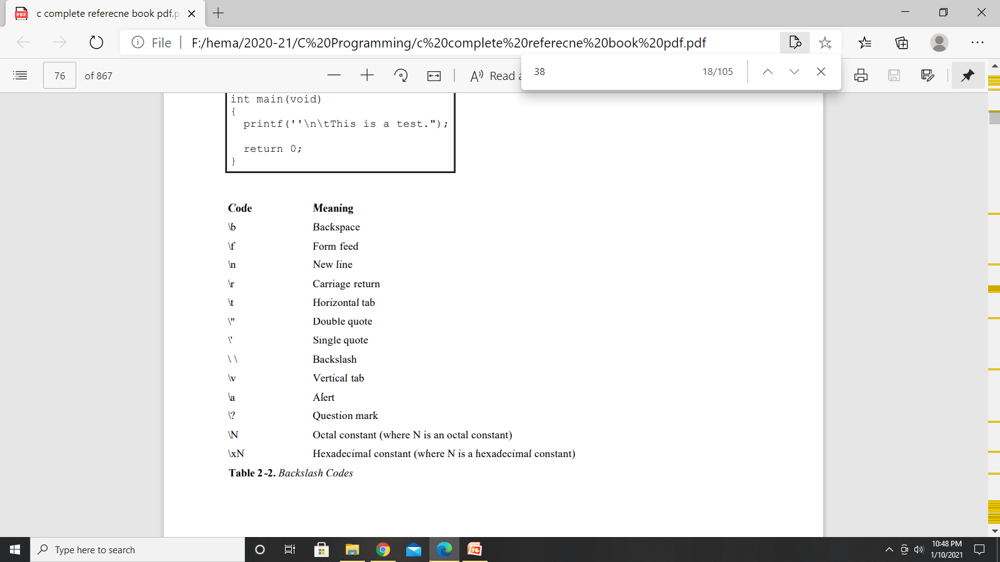 c complete referecne book pdf.p
File
F:/hema/2020-21/C%20Programming/c%20complete%20referecne%20book%20pdf.pdf
76 of 867
Read a
38 18/105
int main(void)
{
printf(''\n\tThis is a test.");
return 0;
}
Code Meaning
\b Backspace
\f Form feed
\n New line
\r Carriage return
\t Horizontal tab
\" Double quote
\' Single quote
\\ Backslash
\v Vertical tab
\a Alert
\? Question mark
\N Octal constant (where N is an octal constant)
\xN Hexadecimal constant (where N is a hexadecimal constant)
Table 2-2. Backslash Codes
Type here to search
10:48 PM
1/10/2021